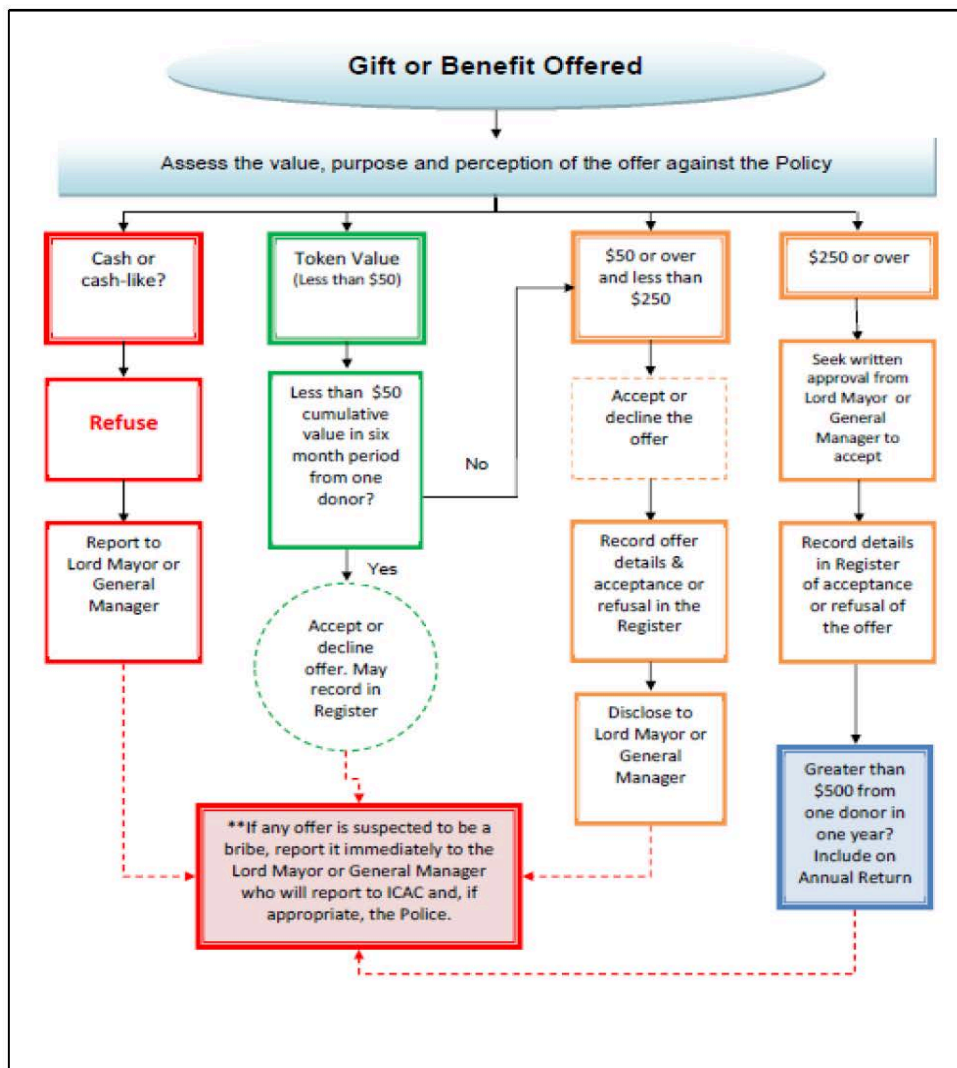 Gift or Benefit Offered
Assess the value, purpose and perception of the offer against the Policy
Cash or
cash-like?
Refuse
Report to
Lord Mayor or
General
Manager
Token Value
(Less than $50)
Less than $50
cumulative
value in six
month period
from one
donor?
No
Yes
Accept or
decline
offer. May
record in
Register
$50 or over
and less than
$250
Accept or
decline the
offer
Record offer
details &
acceptance or
refusal in the
Register
Disclose to
Lord Mayor or
General
Manager
$250 or over
Seek written
approval from
Lord Mayor or
General
Manager to
accept
Record details
in Register
of acceptance
or refusal of
the offer
Greater than
$500 from
one donor in
one year?
Include on
Annual Return
**If any offer is suspected to be a
bribe, report it immediately to the
Lord Mayor or General Manager
who will report to ICAC and, if
appropriate, the Police.